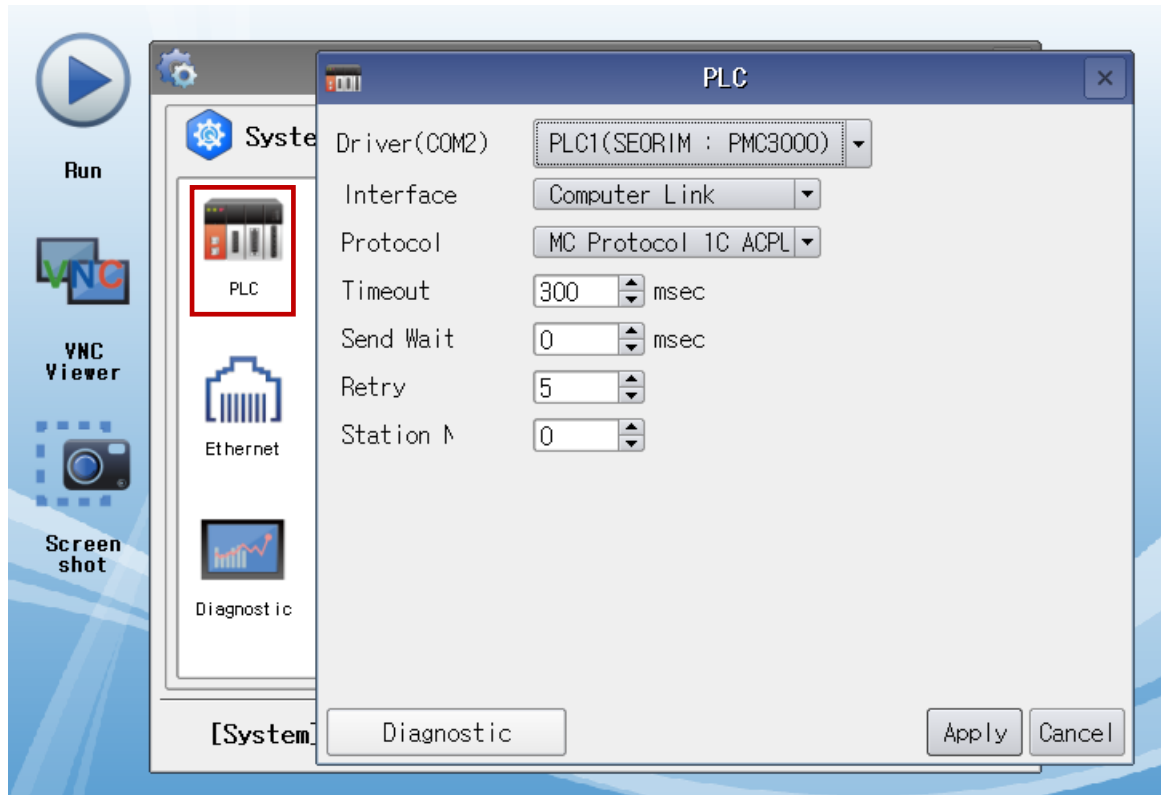 Run
VNC
VNC
Viewer
Screen
shot
Syste
PLC
Ethernet
Diagnostic
[System]
PLC
Driver(COM2) PLC1(SEORIM : PMC3000)
Interface Computer Link
Protocol MC Protocol 1C ACPL
Timeout 300 msec
Send Wait 0 msec
Retry 5
Station N 0
Diagnostic Apply Cancel